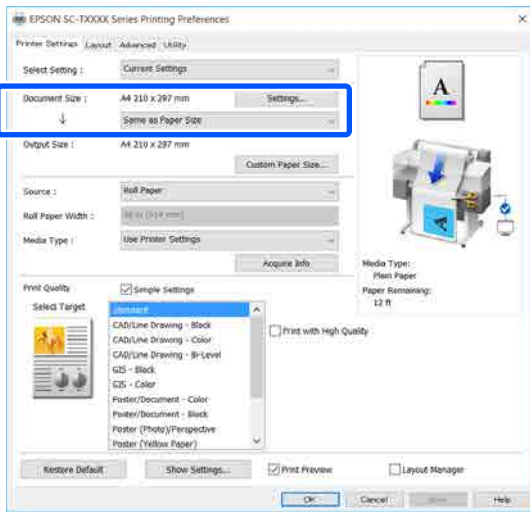 EPSON SC-TXXXX Series Printing Preferences
Printer Settings Layout Advanced Utility
Select Setting : Current Settings
Document Size : A4 210 x 297 mm Settings...
Same as Paper Size
Output Size : A4 210 x 297 mm
Custom Paper Size...
Source : Roll Paper
Roll Paper Width :
Media Type : Use Printer Settings
Acquire Info
Media Type:
Plain Paper
Paper Remaining:
12 ft
Print Quality Simple Settings
Select Target
Standard
CAD/Line Drawing - Black
CAD/Line Drawing - Color
CAD/Line Drawing - Bi-Level
GIS - Black
GIS - Color
Poster/Document - Color
Poster/Document - Black
Poster (Photo)/Perspective
Poster (Yellow Paper)
Print with High Quality
Restore Default Show Settings... Print Preview Layout Manager
OK Cancel Help
A
A